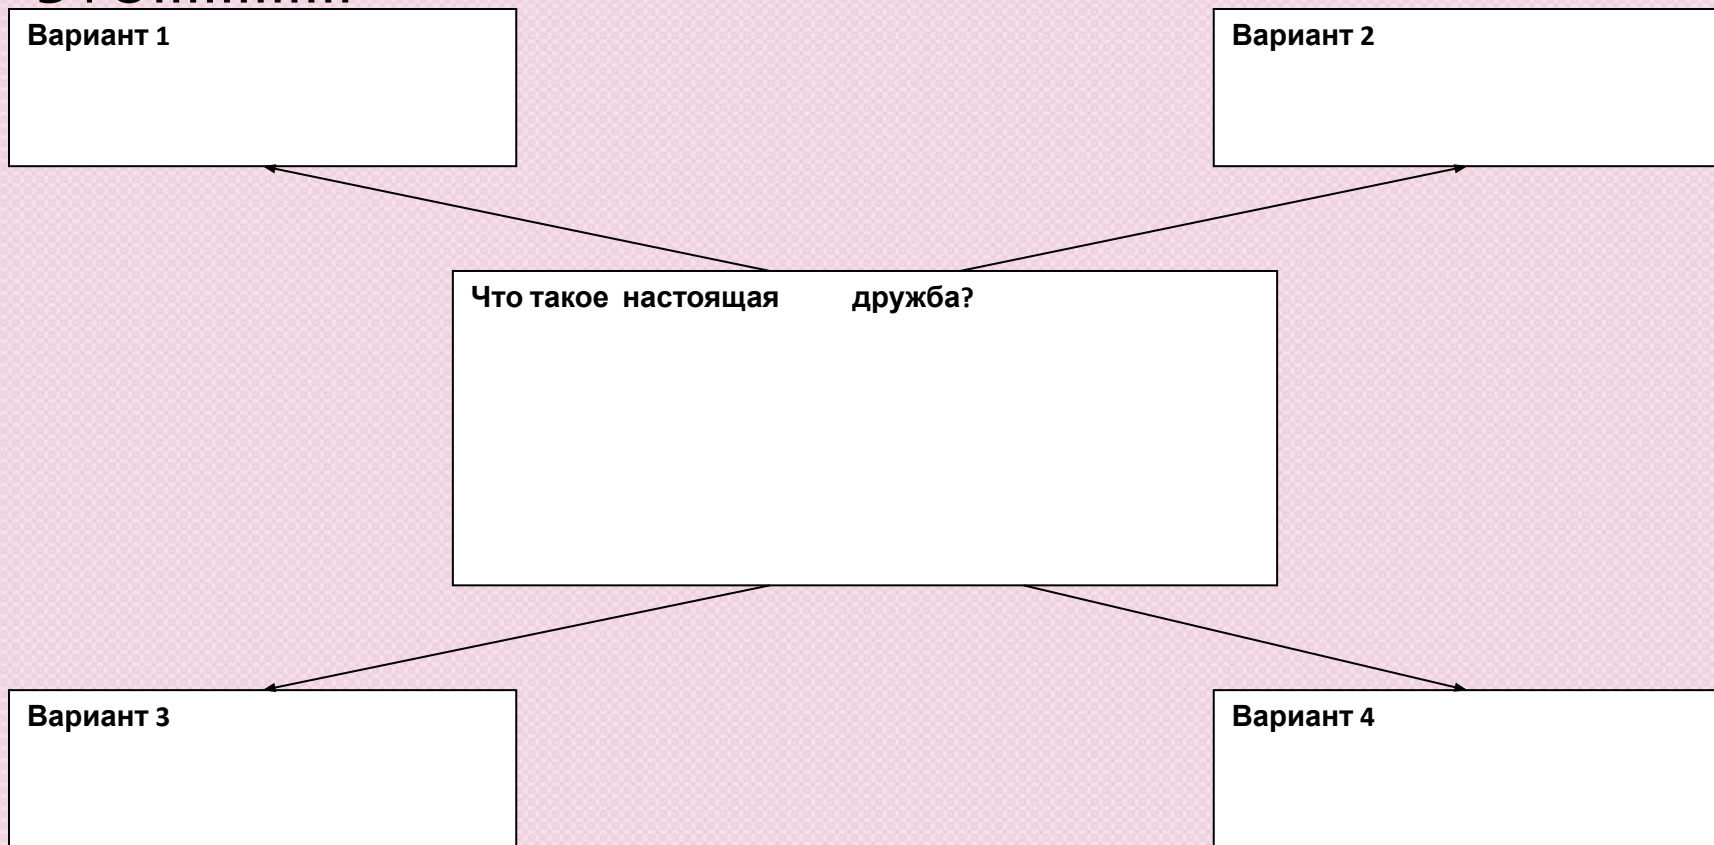 Вариант 1
Вариант 2
Что такое настоящая дружба?
Вариант 3
Вариант 4